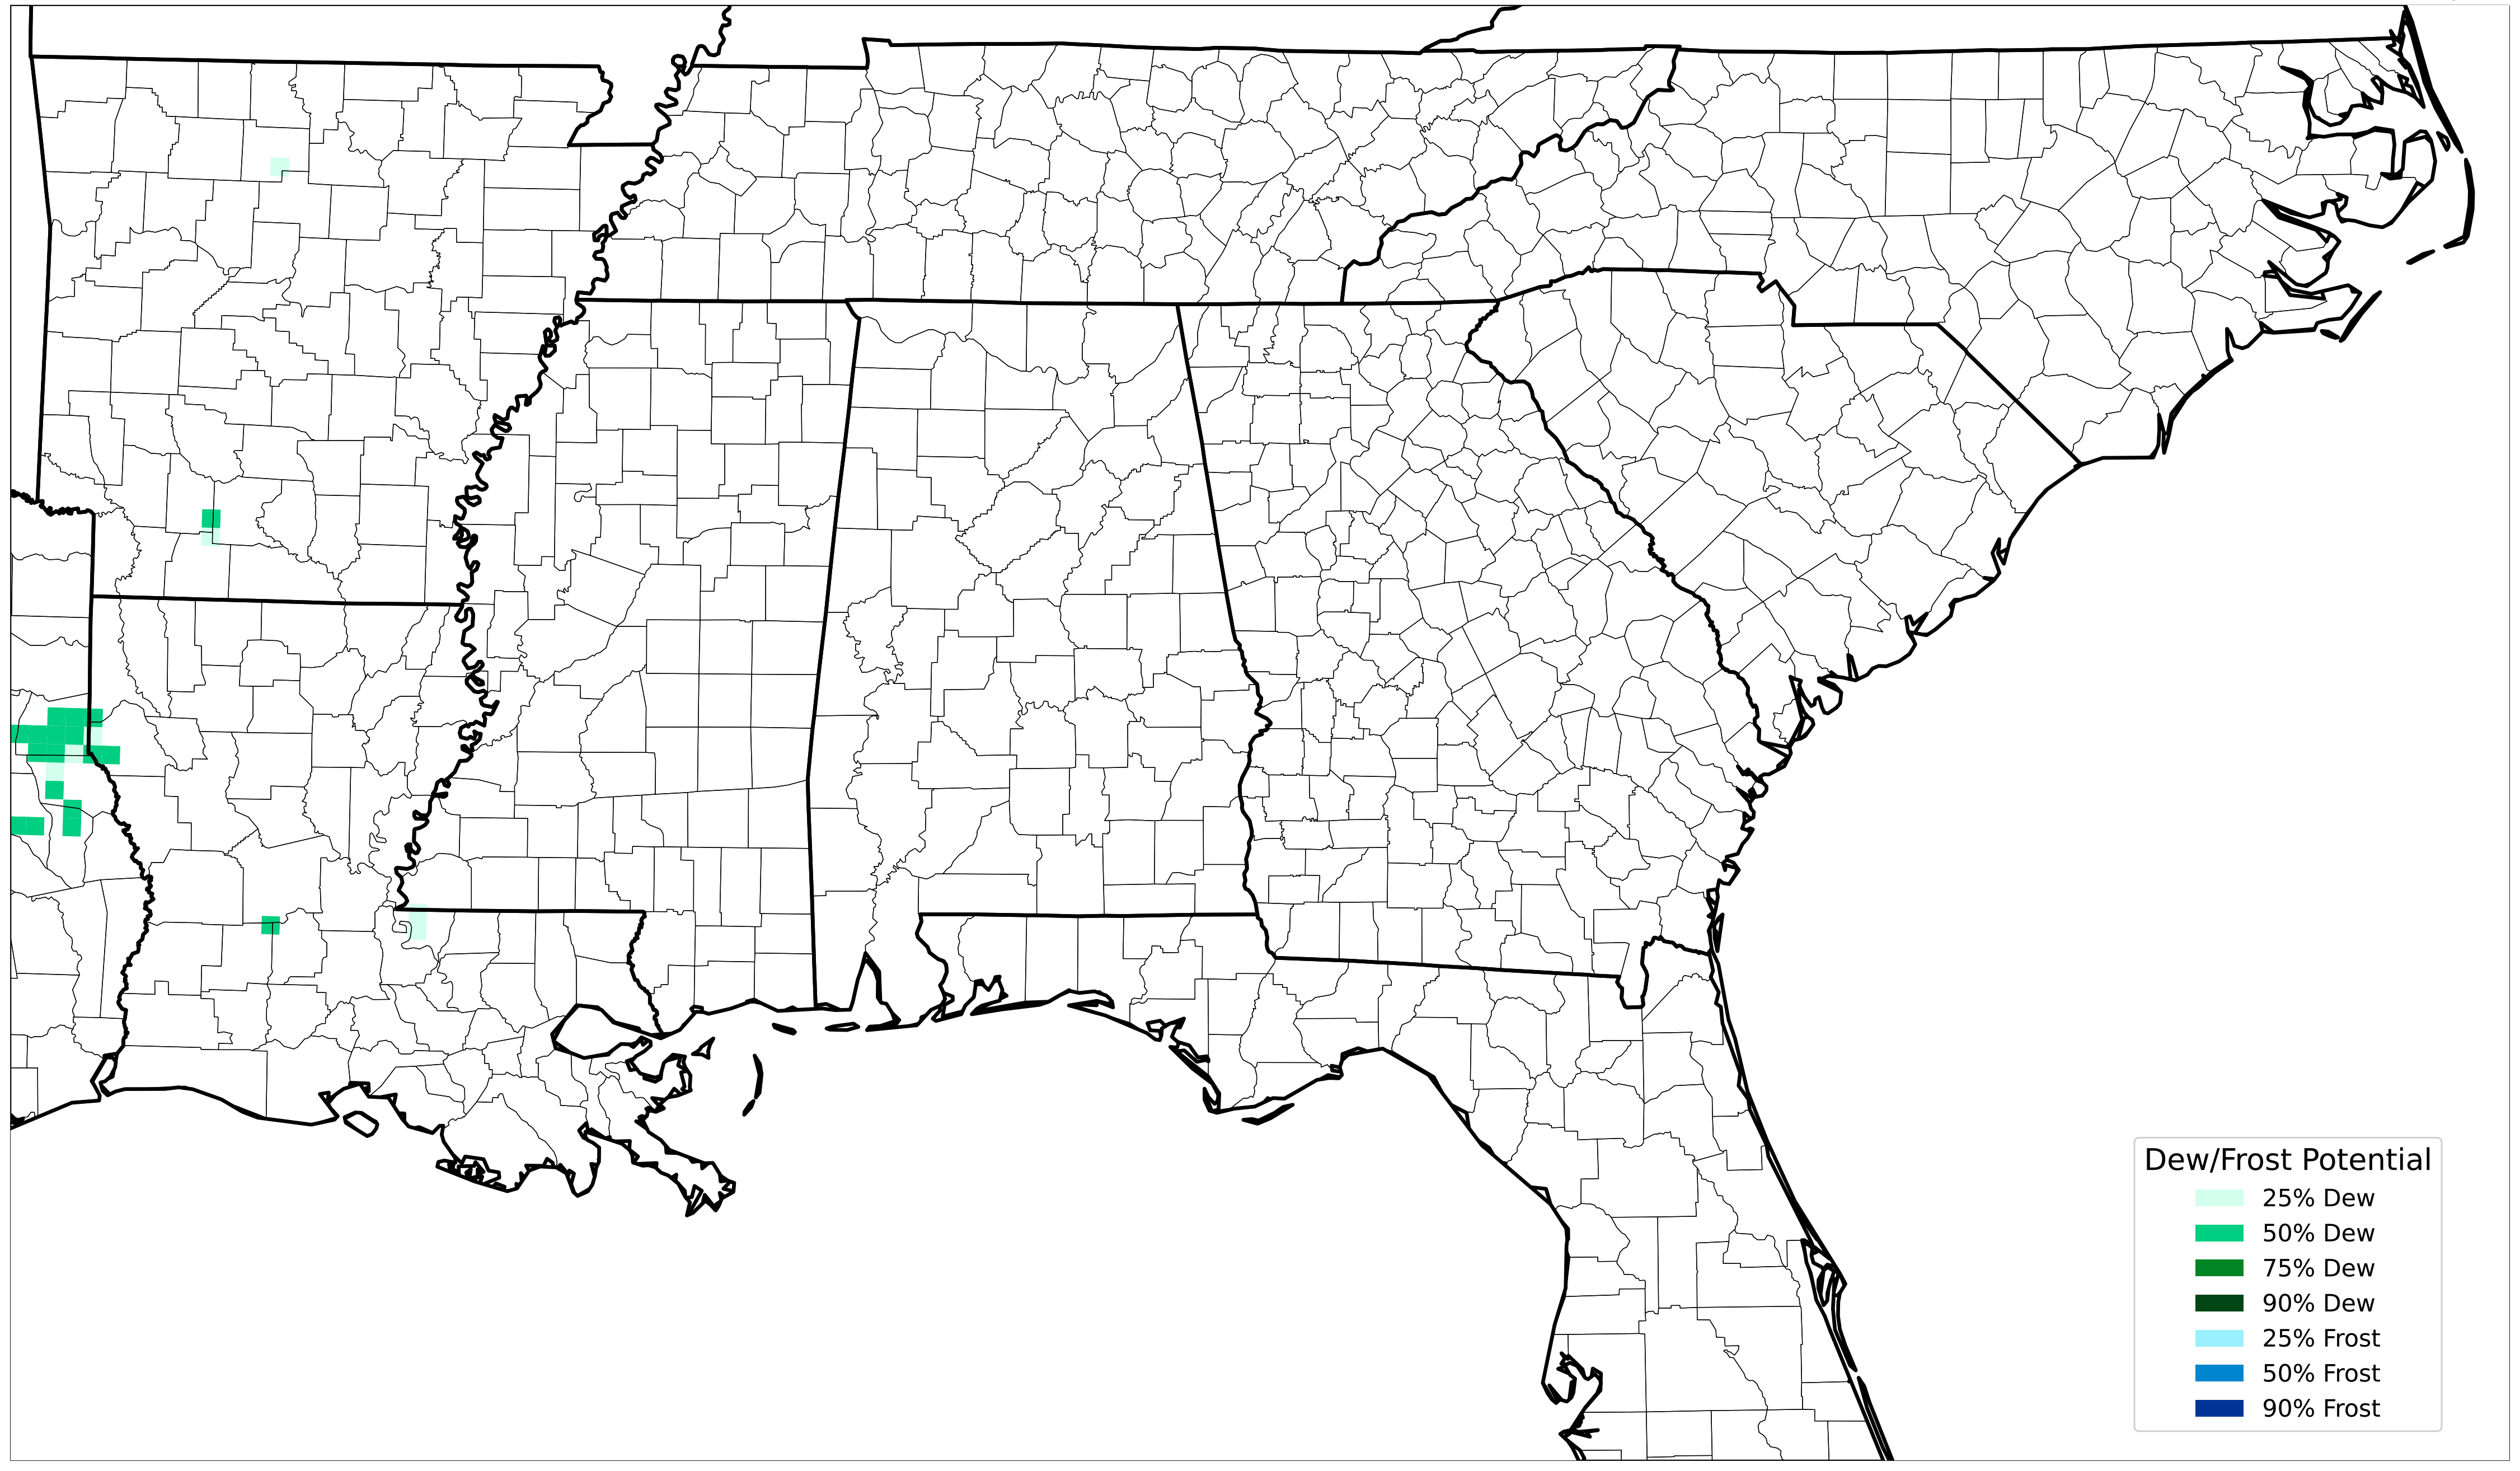 Dew/Frost Potential
25% Dew
50% Dew
75% Dew
90% Dew
25% Frost
50% Frost
90% Frost